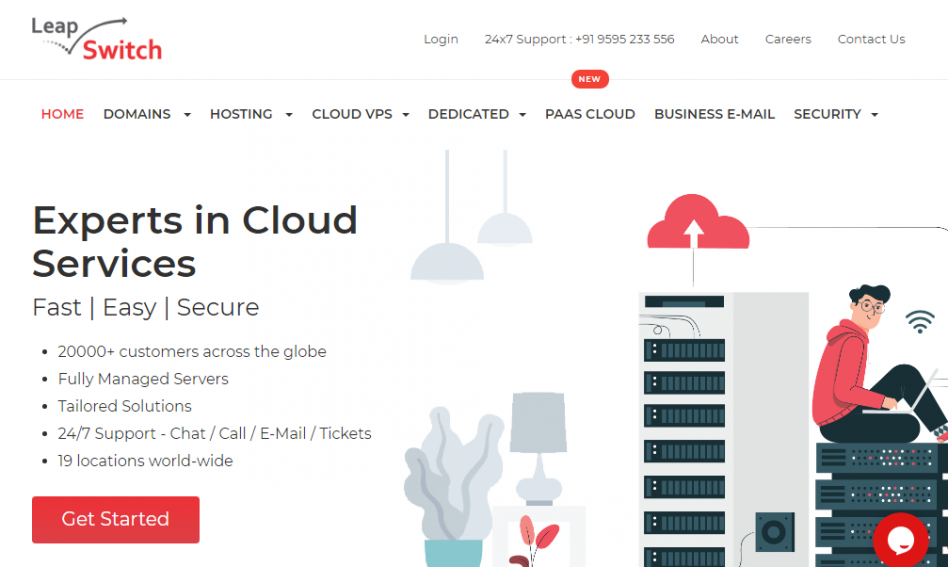 Leap
Switch
Login 24x7 Support : +91 9595 233 556 About Careers Contact Us
NEW
HOME DOMAINS HOSTING CLOUD VPS DEDICATED PAAS CLOUD BUSINESS E-MAIL SECURITY
Experts in Cloud
Services
Fast | Easy | Secure
• 20000+ customers across the globe
• Fully Managed Servers
• Tailored Solutions
• 24/7 Support - Chat / Call / E-Mail / Tickets
• 19 locations world-wide
Get Started